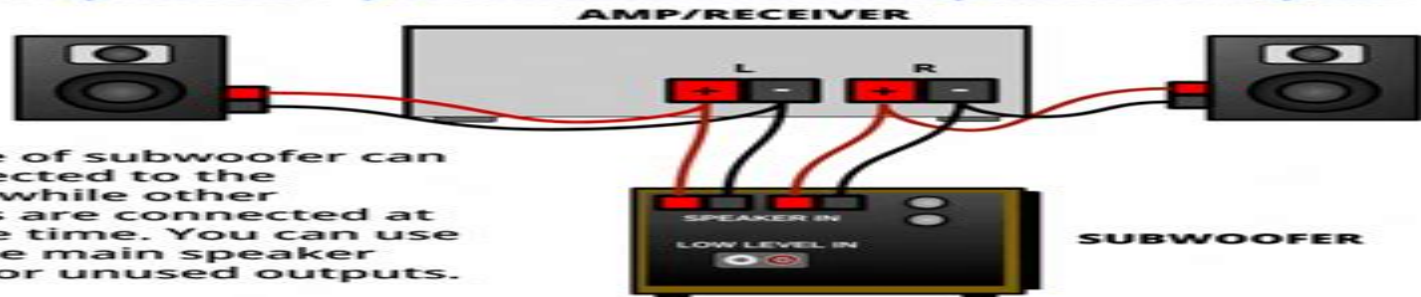 AMP/RECEIVER
L R
+ - + -
e of subwoofer can
ected to the
while other
s are connected at
e time. You can use
e main speaker
or unused outputs.
SPEAKER IN
LOW LEVEL IN
SUBWOOFER